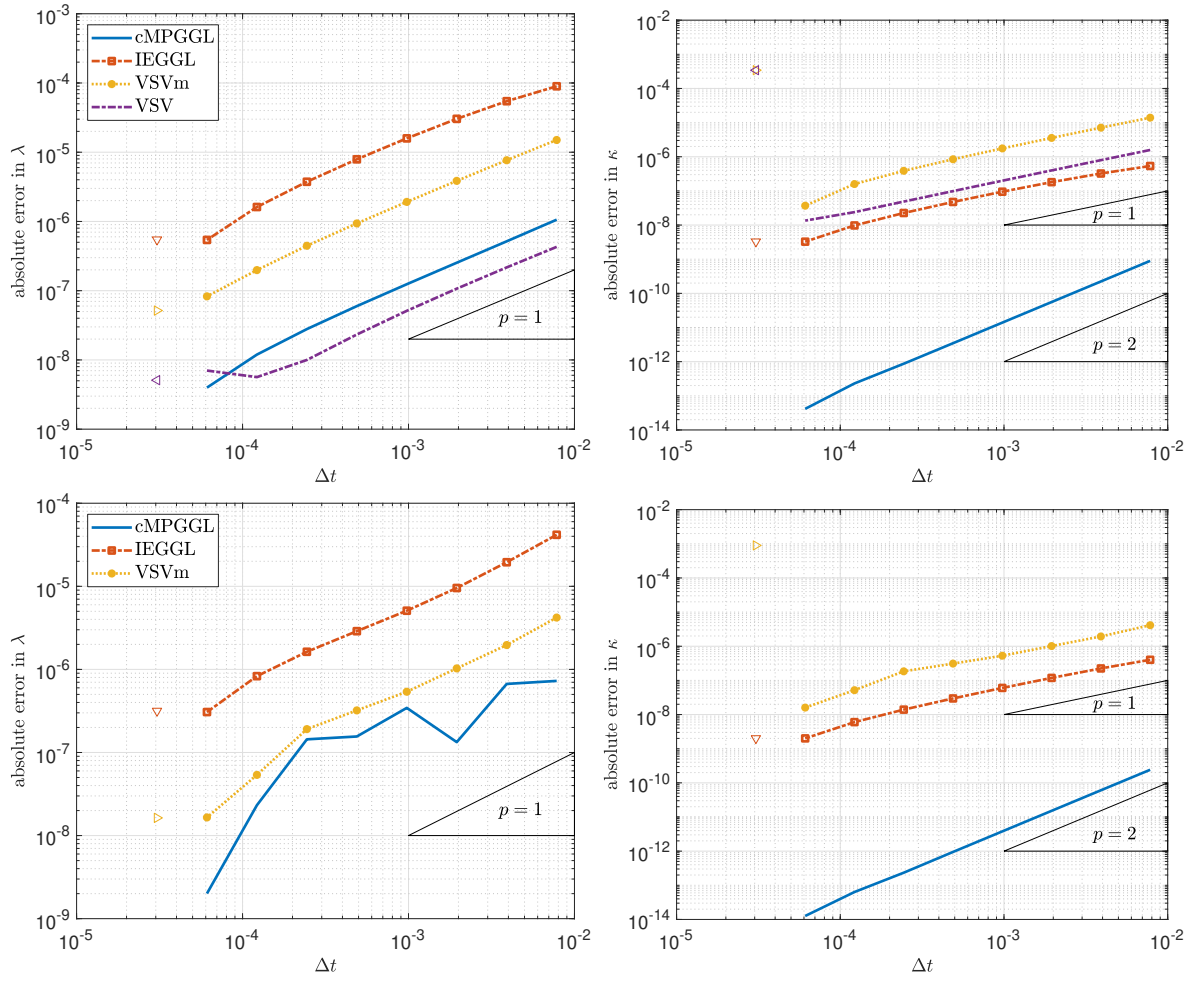 10-3
10-4
10-5
10-6
10-7
10-8
10-9
absolute error in λ
cMPGGL
IEGGL
VSVm
VSV
p = 1
10-5
10-4
10-3
10-2
Δt
10-2
10-4
10-6
10-8
10-10
10-12
10-14
absolute error in κ
p = 1
p = 2
10-5
10-4
10-3
10-2
Δt
10-4
10-5
10-6
10-7
10-8
10-9
absolute error in λ
cMPGGL
IEGGL
VSVm
p = 1
10-5
10-4
10-3
10-2
Δt
10-2
10-4
10-6
10-8
10-10
10-12
10-14
absolute error in κ
p = 1
p = 2
10-5
10-4
10-3
10-2
Δt